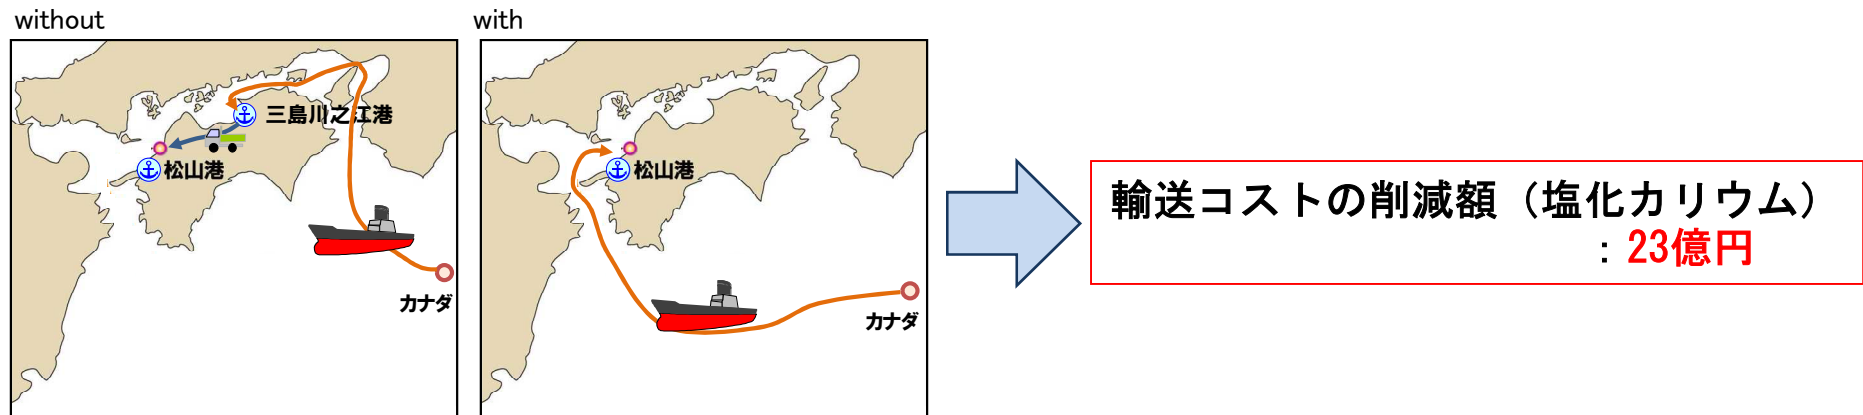 without
三島川之江港
松山港
カナダ
with
松山港
カナダ
輸送コストの削減額（塩化カリウム）
：23億円